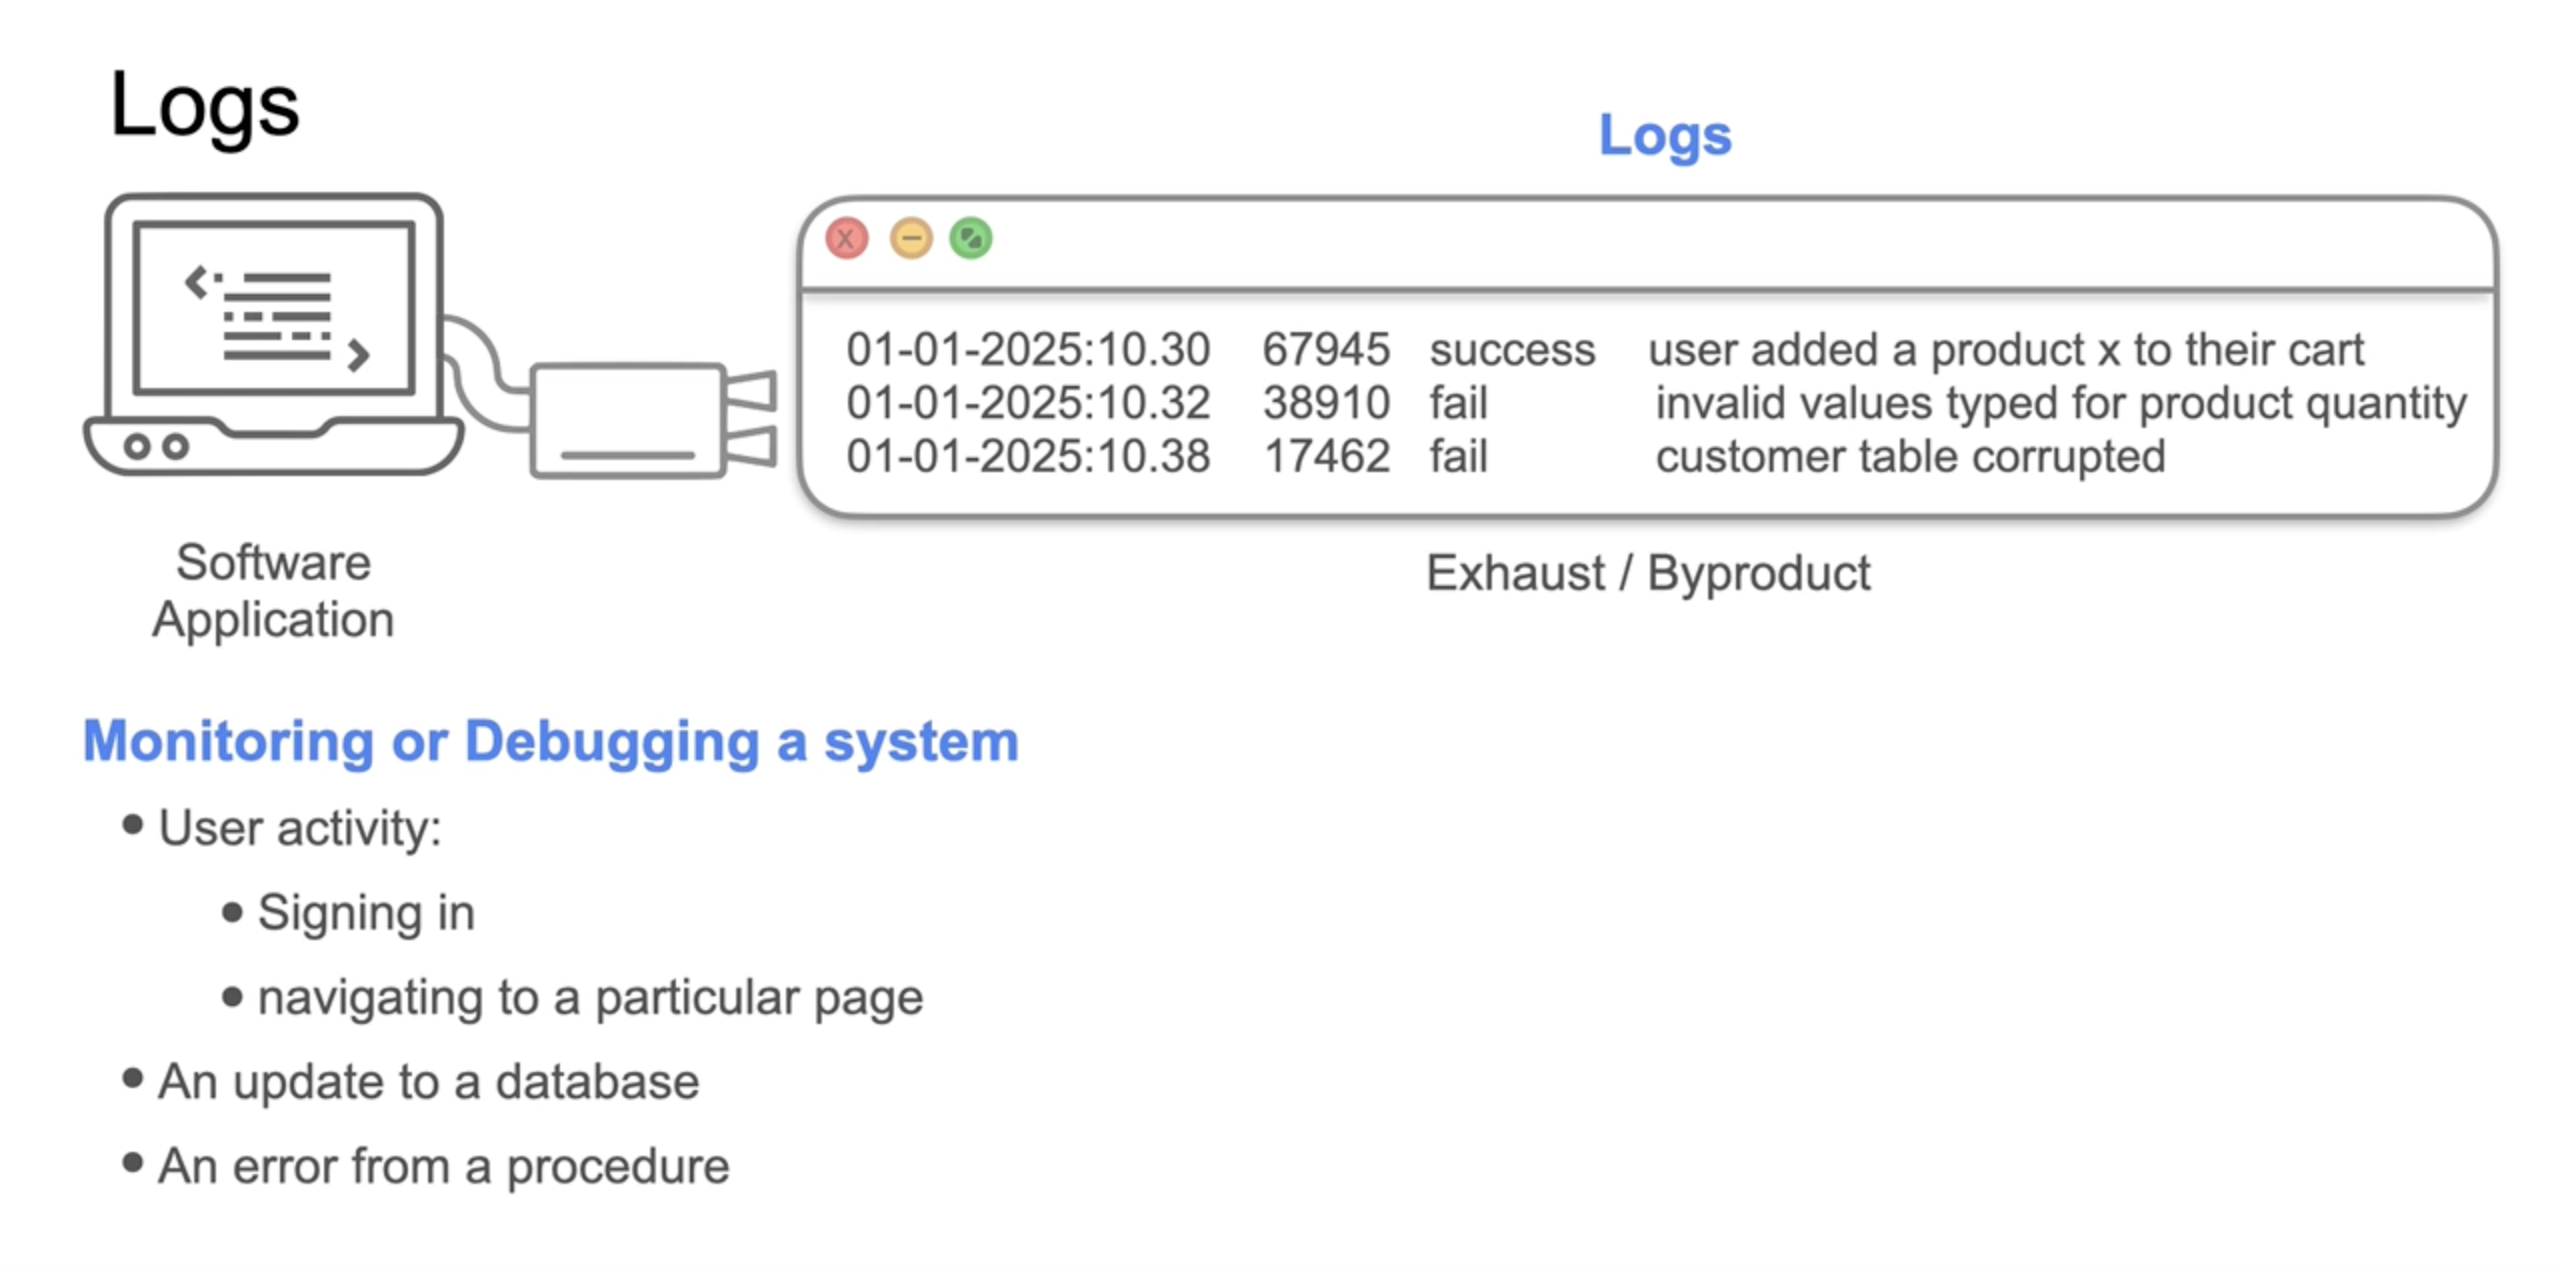 Logs
Logs
X
01-01-2025:10.30 67945 success user added a product x to their cart
01-01-2025:10.32 38910 fail invalid values typed for product quantity
01-01-2025:10.38 17462 fail customer table corrupted
Software
Application
Exhaust / Byproduct
Monitoring or Debugging a system
• User activity:
• Signing in
• navigating to a particular page
• An update to a database
• An error from a procedure